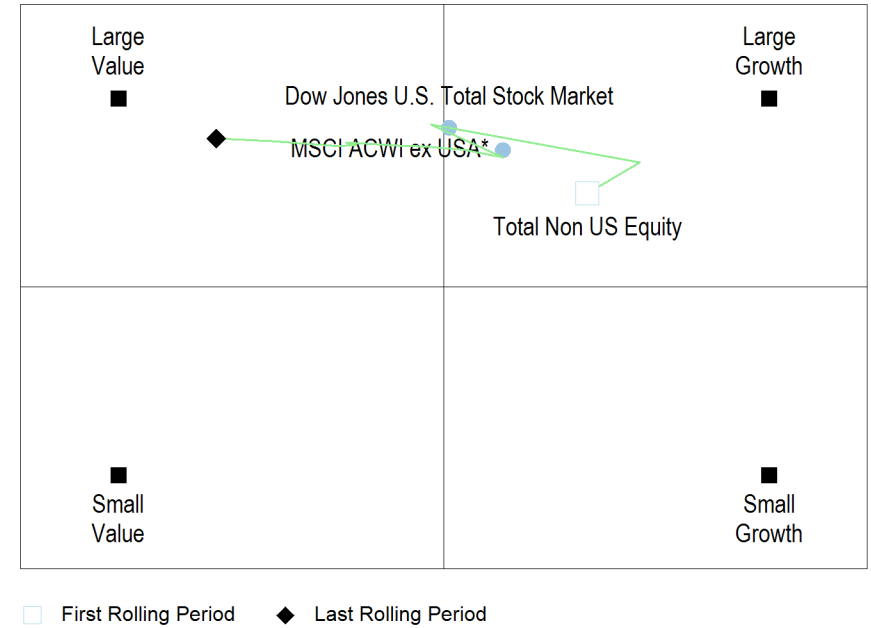 Large
Value
Large
Growth
Dow Jones U.S. Total Stock Market
MSCI ACWI ex USA*
Total Non US Equity
Small
Value
Small
Growth
First Rolling Period
Last Rolling Period